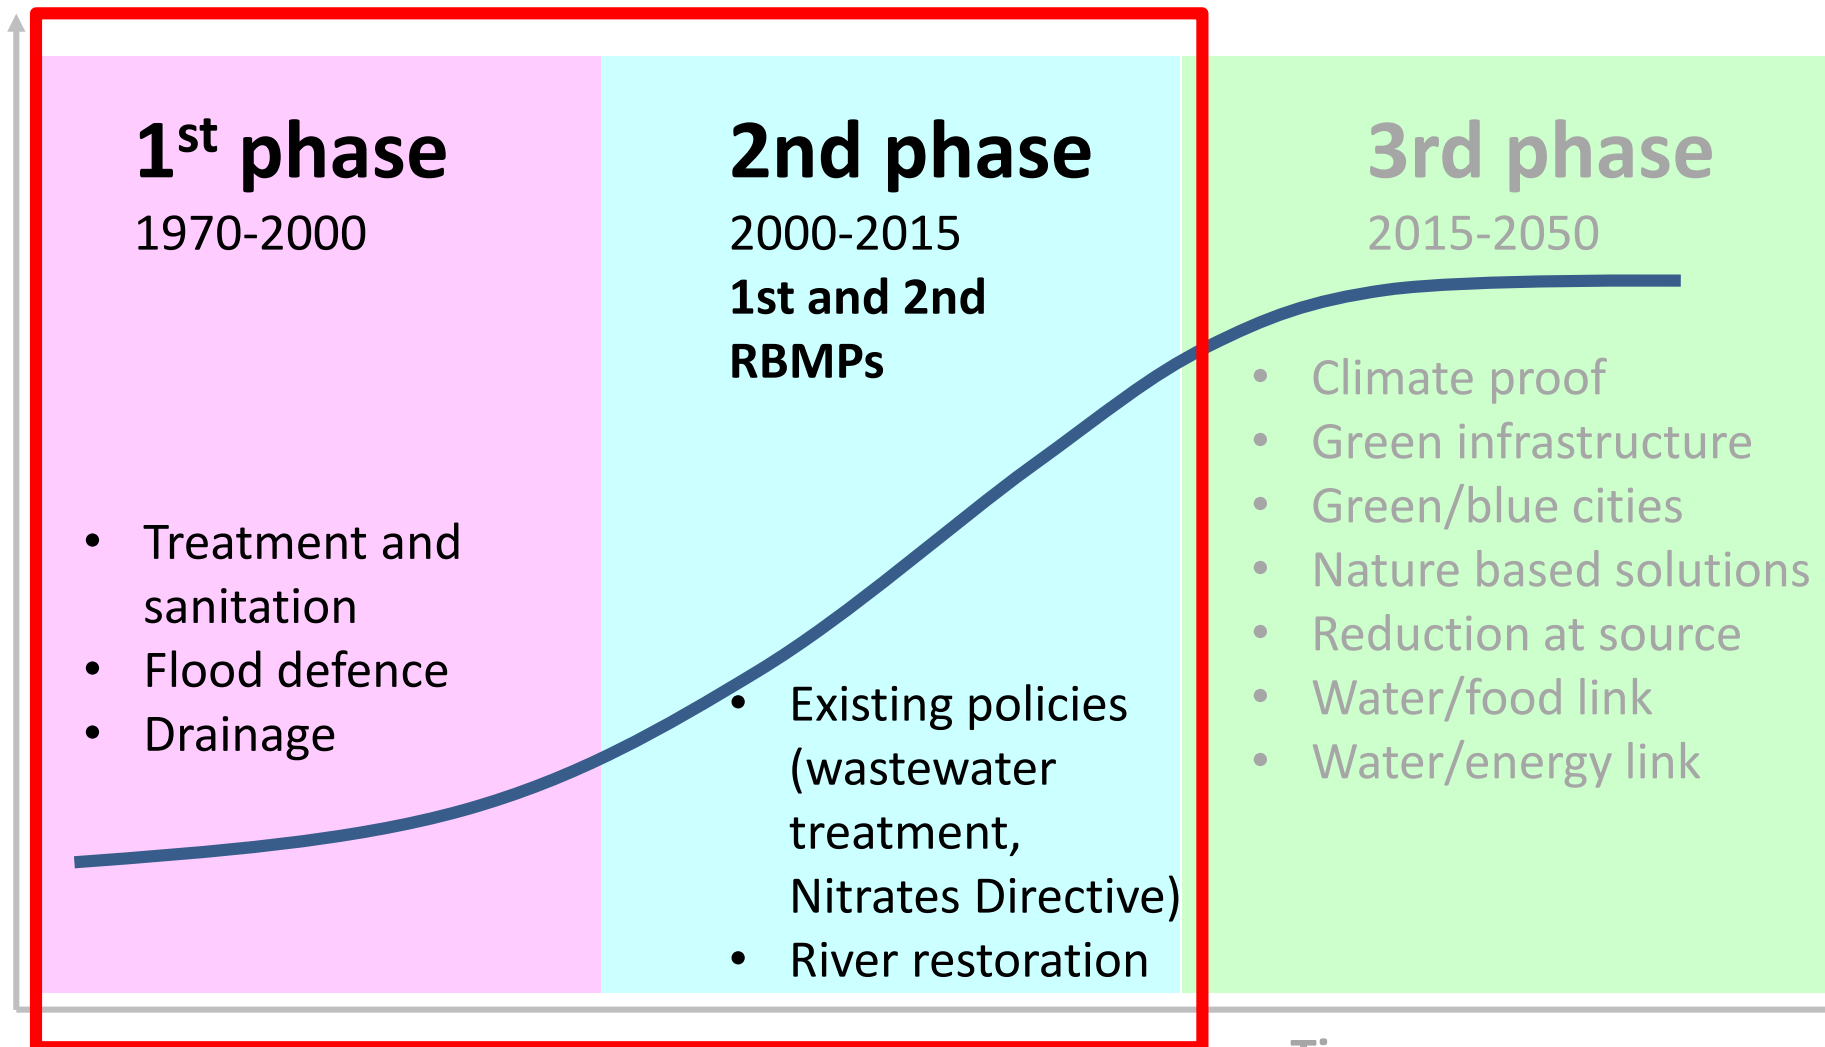 1st phase
1970-2000
• Treatment and
sanitation
• Flood defence
• Drainage
2nd phase
2000-2015
1st and 2nd
RBMPs
• Existing policies
(wastewater
treatment,
Nitrates Directive)
• River restoration
3rd phase
2015-2050
• Climate proof
• Green infrastructure
• Green/blue cities
• Nature based solutions
• Reduction at source
• Water/food link
• Water/energy link